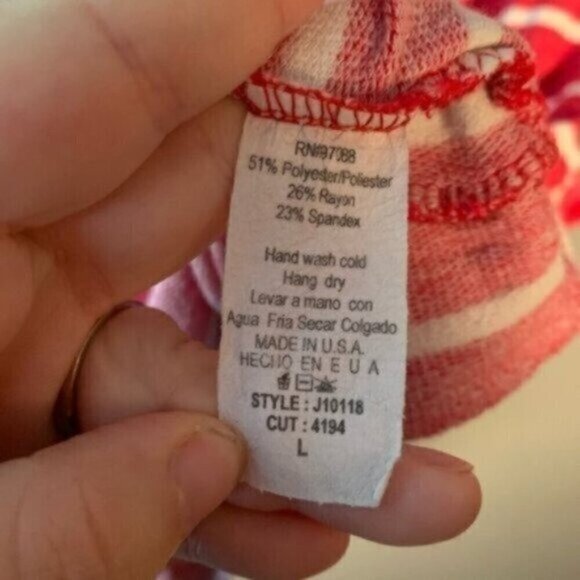 RN#97088
51% Polyester/Poliester
26% Rayon
23% Spandex
Hand wash cold
Hang dry
Levar a mano con
Agua Fria Secar Colgado
MADE IN U.S.A.
HECHO EN E U A
STYLE : J10118
CUT : 4194
L